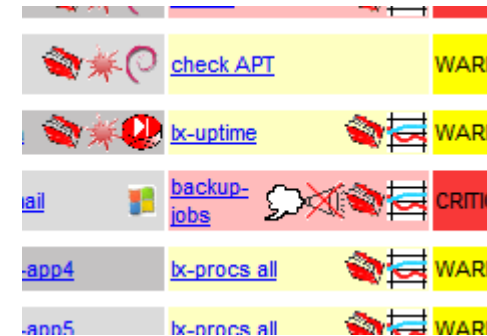 check APT
WAR
lx-uptime
WAR
ail
backup-
jobs
CRITI
-app4
lx-procs all
WAR
-app5
lx-procs all
WAR